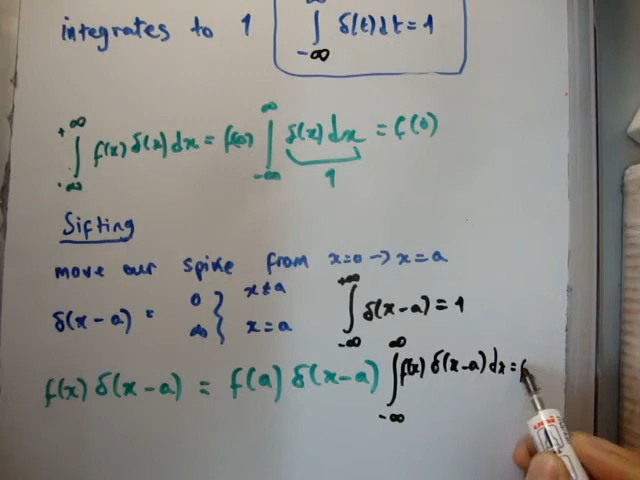 integrates to 1 ∫_{-∞}^{∞} δ(t)dt = 1
∫_{-∞}^{+∞} f(x) δ(x) dx = f(0) ∫_{-∞}^{∞} δ(x) dx = f(0)
1
Sifting
move our spike from x=0 → x=a
δ(x-a) = 0 } x≠a
∞ } x=a
∫_{-∞}^{+∞} δ(x-a) = 1
f(x) δ(x-a) = f(a) δ(x-a) ∫_{-∞}^{∞} f(x) δ(x-a) dx = f